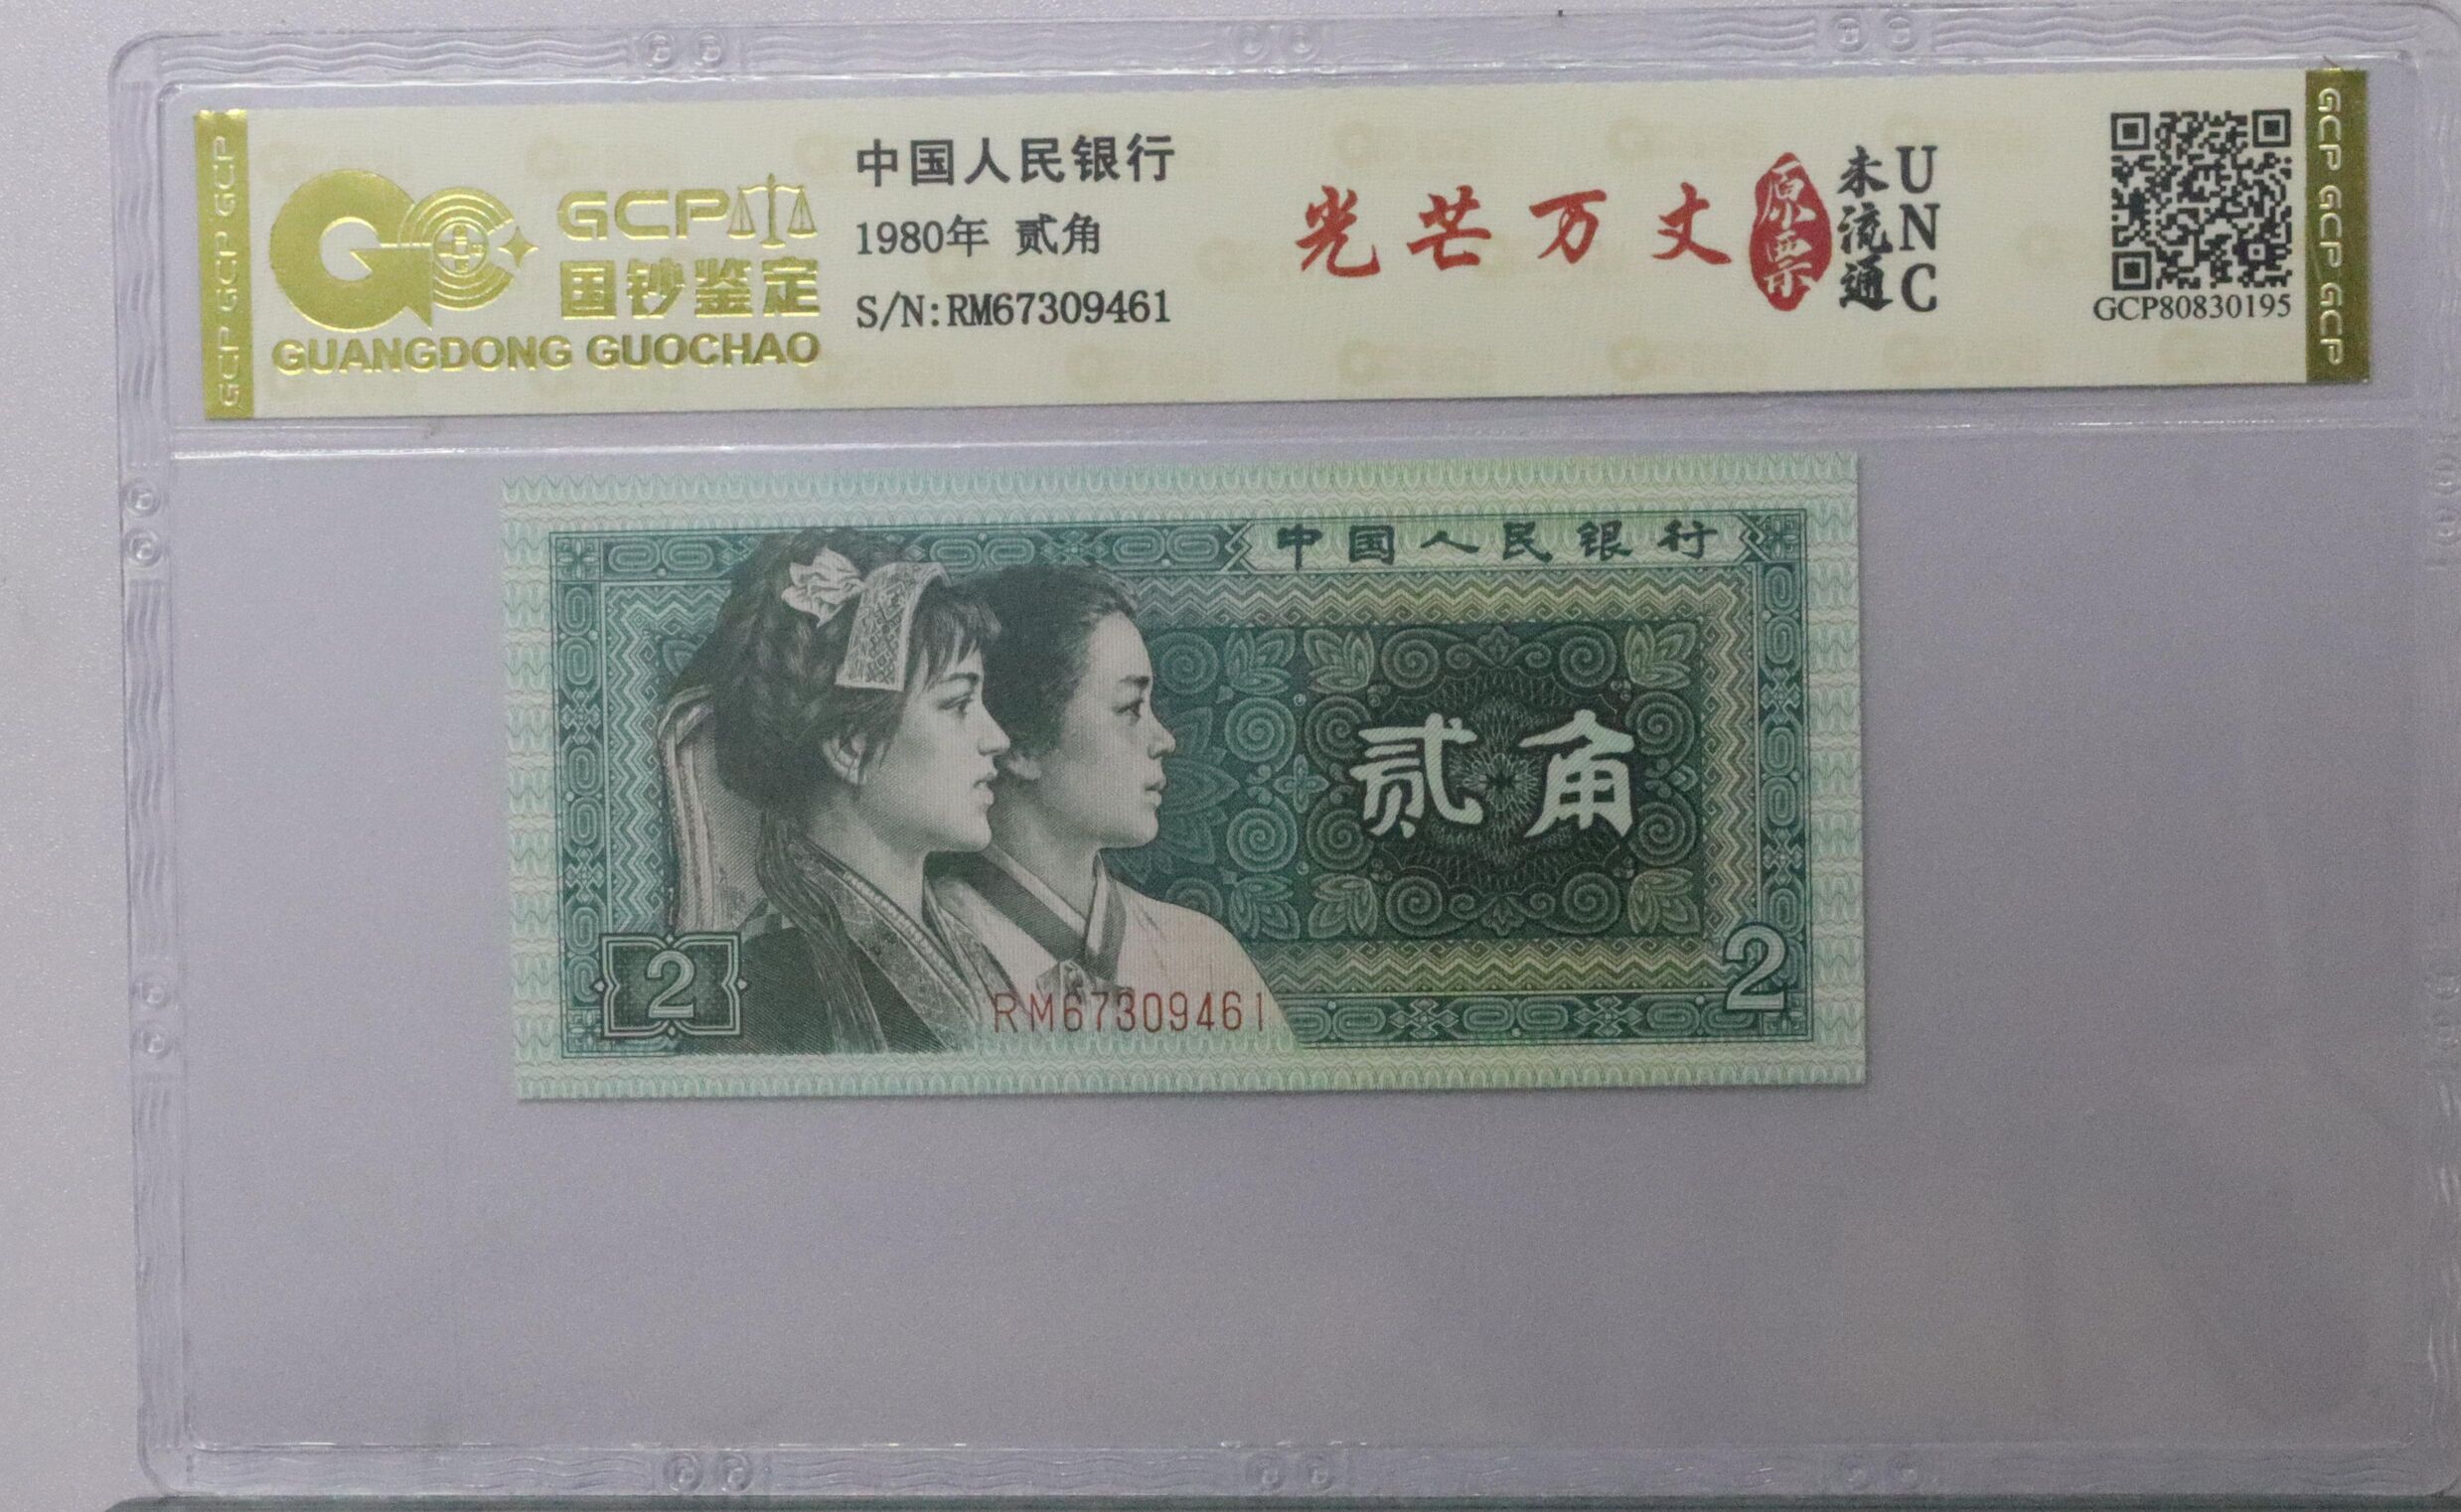 GCP GCP GCP
GCP
国钞鉴定
GUANGDONG GUOCHAO
中国人民银行
1980年 贰角
S/N:RM67309461
光芒万丈
原票
未流通
UNC
GCP80830195
GCP GCP GCP
中国人民银行
贰角
2
2
RM67309461